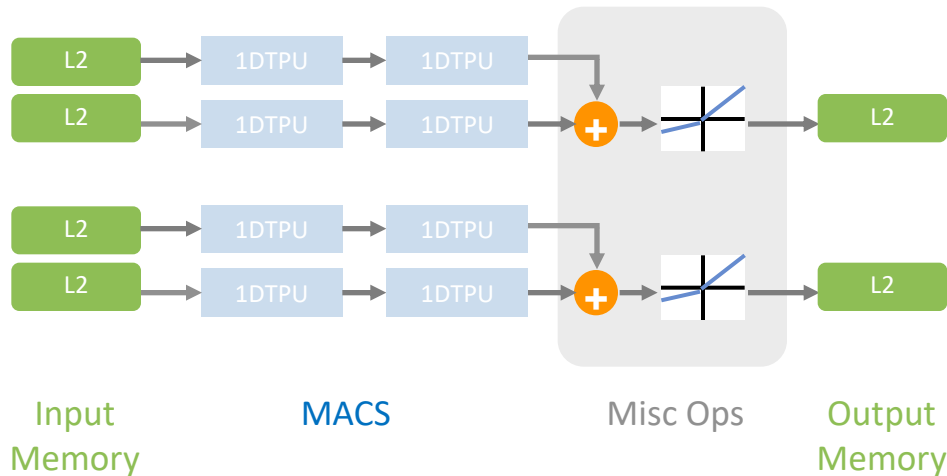 L2 1DTPU 1DTPU
L2 1DTPU 1DTPU + L2
L2 1DTPU 1DTPU
L2 1DTPU 1DTPU + L2
Input MACS Misc Ops Output
Memory Memory